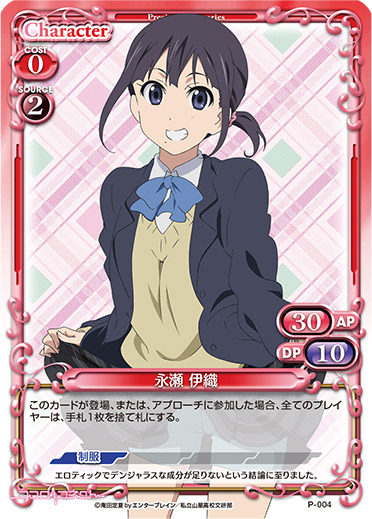 Character
COST
0
SOURCE
2
30 AP
DP 10
永瀬 伊織
このカードが登場、または、アプローチに参加した場合、全てのプレイ
ヤーは、手札1枚を捨て札にする。
制服
エロティックでデンジャラスな成分が足りないという結論に至りました。
P-004
©庵田定夏 by エンターブレイン/私立山星高校文研部